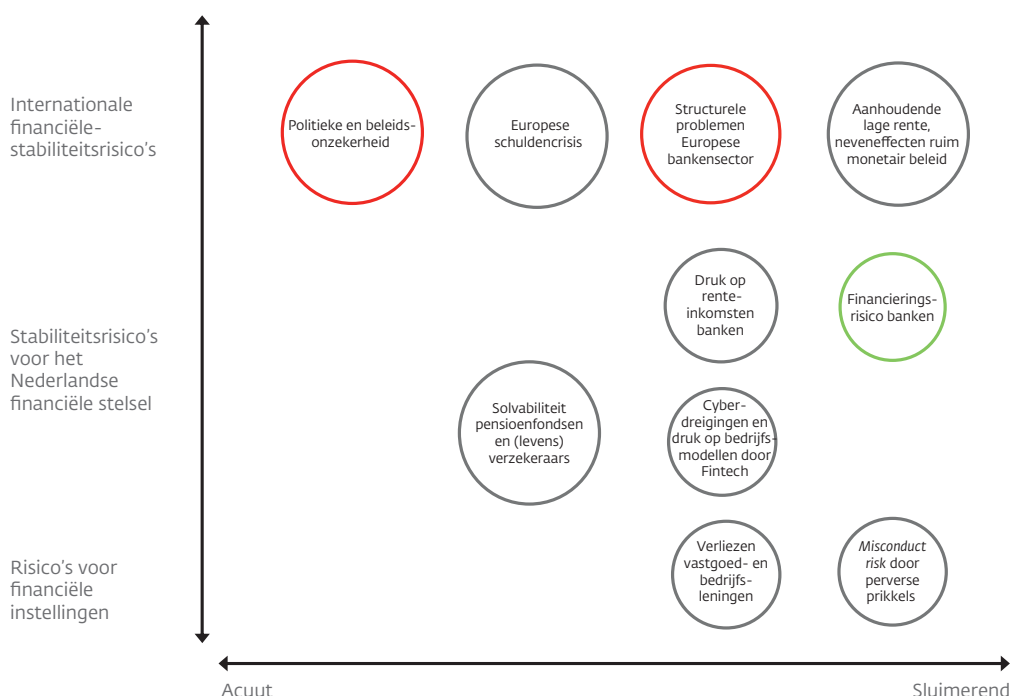 Internationale
financiële-
stabiliteitsrisico's
Politieke en beleids-
onzekerheid
Europese
schuldencrisis
Structurele
problemen
Europese
bankensector
Aanhoudende
lage rente,
neveneffecten ruim
monetair beleid
Stabiliteitsrisico's
voor het
Nederlandse
financiële stelsel
Druk op
rente-
inkomsten
banken
Financierings-
risico banken
Solvabiliteit
pensioenfondsen
en (levens)
verzekeraars
Cyber-
dreigingen en
druk op bedrijfs-
modellen door
Fintech
Risico's voor
financiële
instellingen
Verliezen
vastgoed- en
bedrijfs-
leningen
Misconduct
risk door
perverse
prikkels
Acuut
Sluimerend